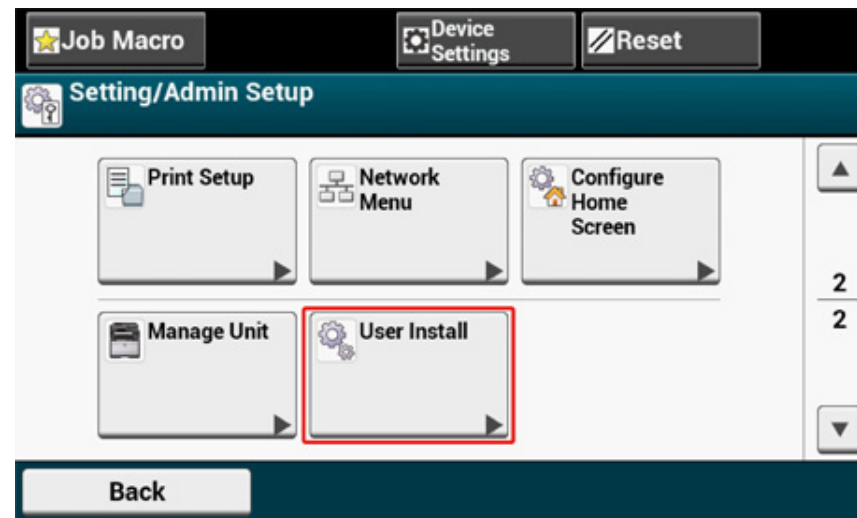 Job Macro
Device
Settings
Reset
Setting/Admin Setup
Print Setup
Network
Menu
Configure
Home
Screen
2
2
Manage Unit
User Install
Back